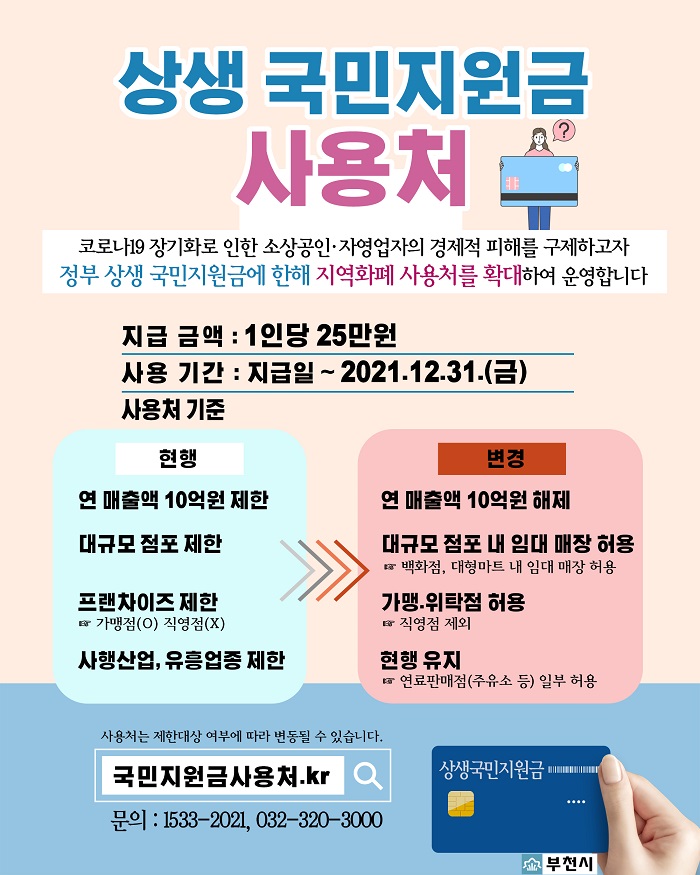 상생 국민지원금
사용처
?
코로나19 장기화로 인한 소상공인·자영업자의 경제적 피해를 구제하고자
정부 상생 국민지원금에 한해 지역화폐 사용처를 확대하여 운영합니다
지급 금액 : 1인당 25만원
사용 기간 : 지급일 ~ 2021.12.31.(금)
사용처 기준
현행
연 매출액 10억원 제한
대규모 점포 제한
프랜차이즈 제한
☞ 가맹점(O) 직영점(X)
사행산업, 유흥업종 제한
변경
연 매출액 10억원 해제
대규모 점포 내 임대 매장 허용
☞ 백화점, 대형마트 내 임대 매장 허용
가맹.위탁점 허용
☞ 직영점 제외
현행 유지
☞ 연료판매점(주유소 등) 일부 허용
사용처는 제한대상 여부에 따라 변동될 수 있습니다.
국민지원금사용처.kr
문의 : 1533-2021, 032-320-3000
상생국민지원금
부천시